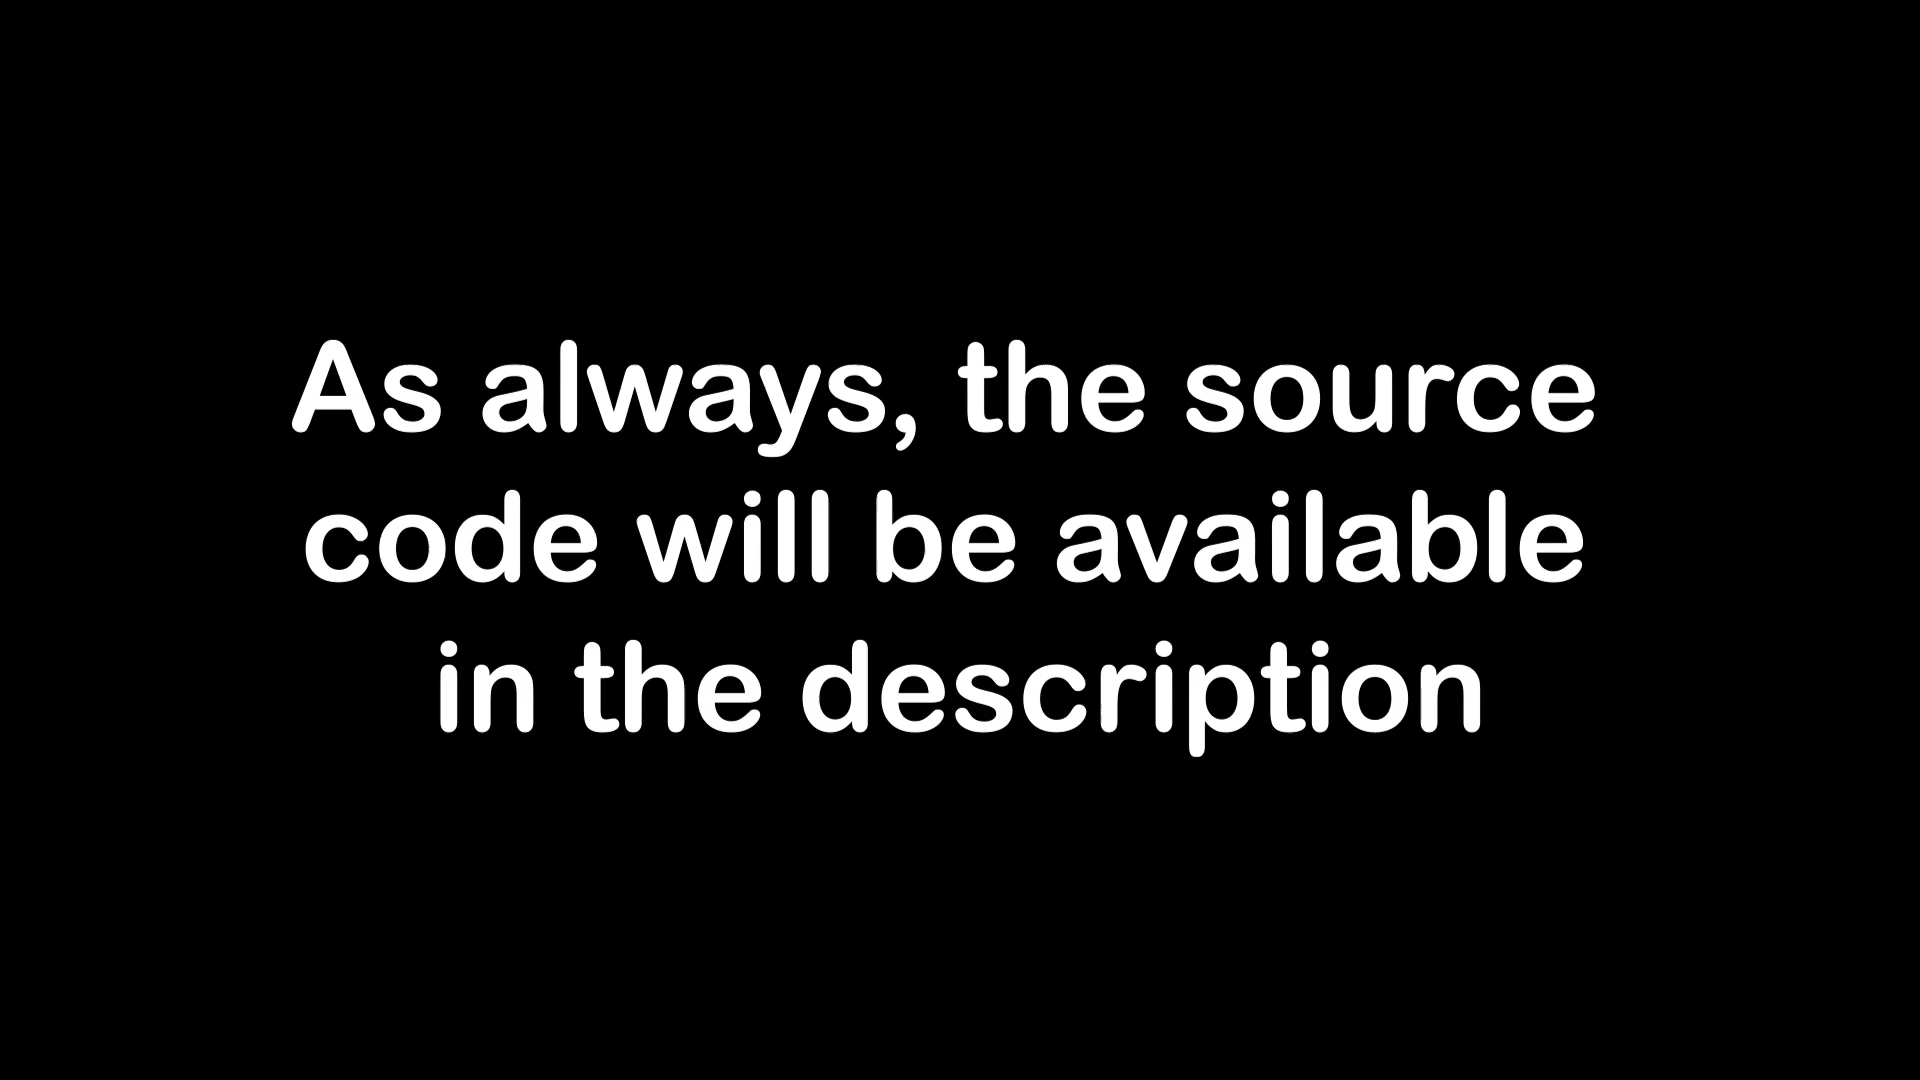 As always, the source
code will be available
in the description